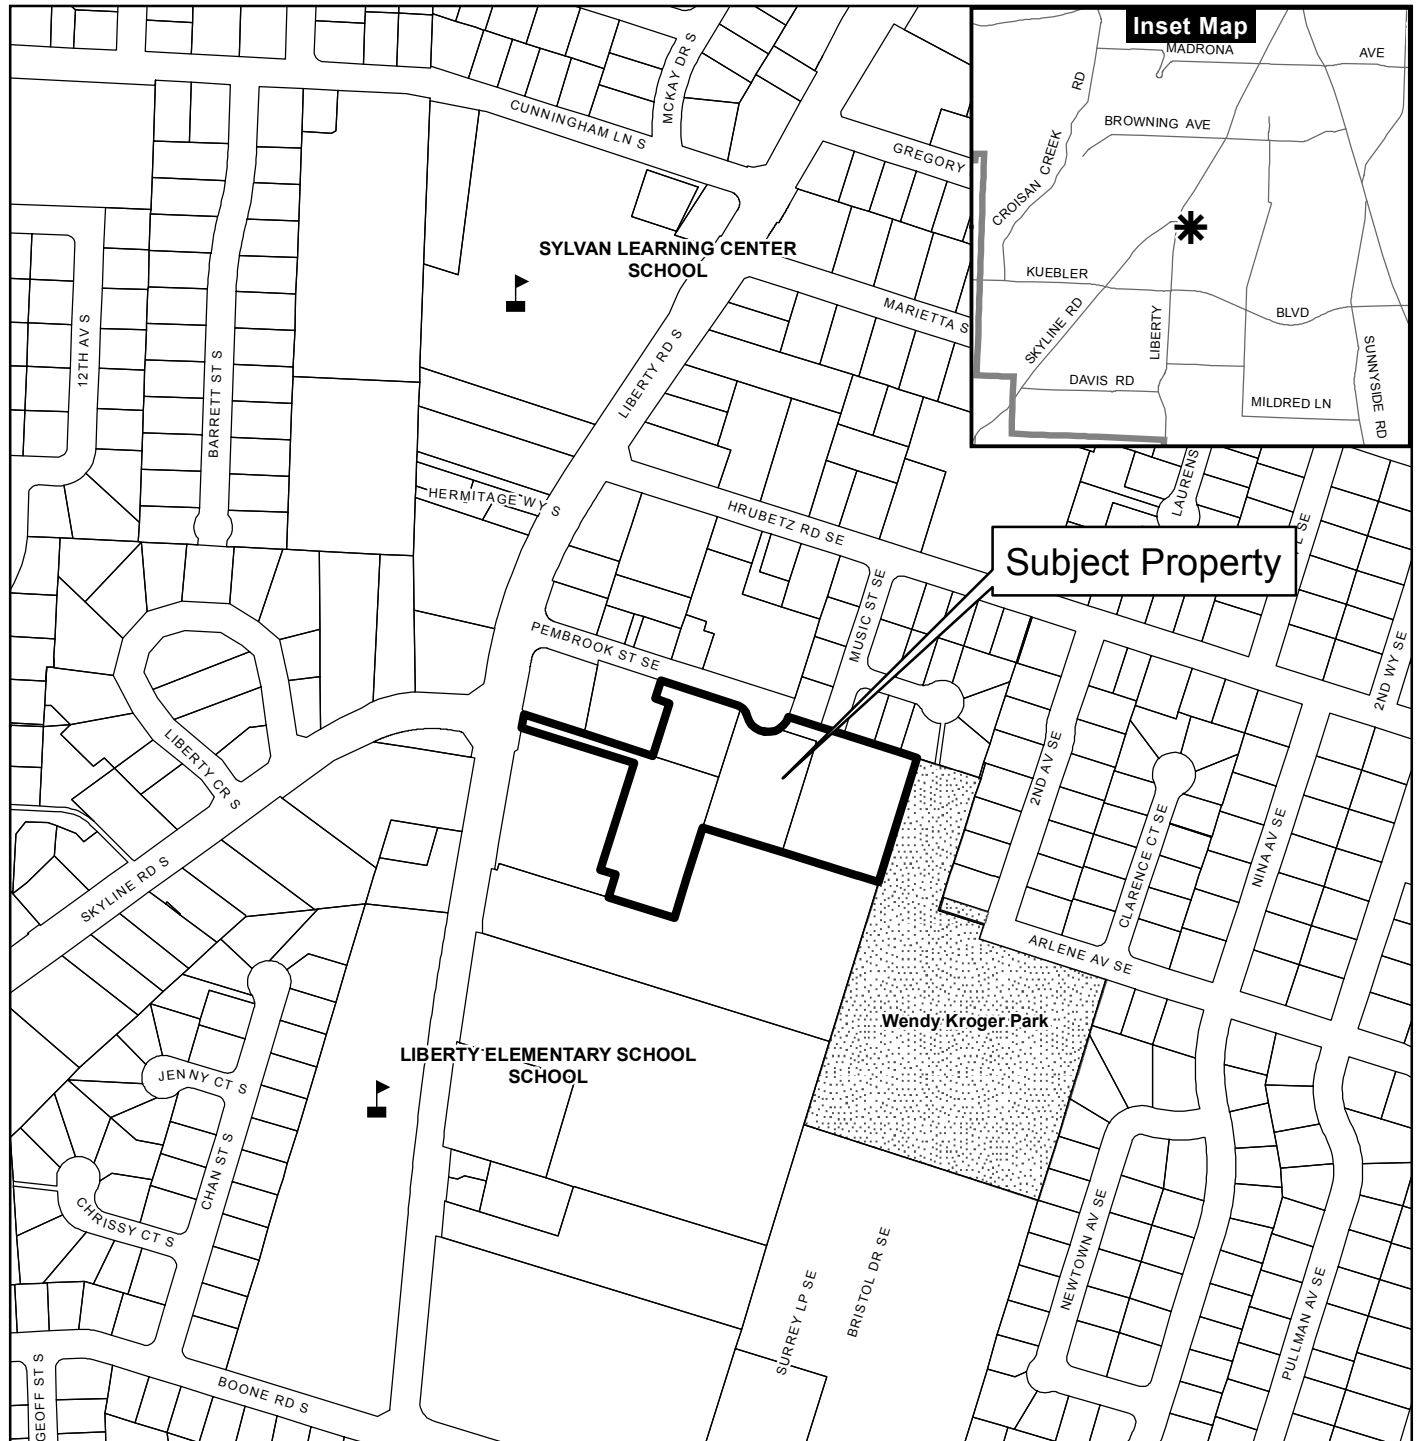 Inset Map
MADRONA
AVE
RD
BROWNING AVE
CROISAN CREEK
KUEBLER
BLVD
SKYLINE RD
LIBERTY
SUNNYSIDE RD
DAVIS RD
MILDRED LN
MCKAY DR S
CUNNINGHAM LN S
GREGORY
SYLVAN LEARNING CENTER
SCHOOL
MARIETTA S
12TH AV S
BARRETT ST S
LIBERTY RD S
HERMITAGE WY S
HRUBETZ RD SE
LAURENS
L SE
Subject Property
PEMBROOK ST SE
MUSIC ST SE
2ND WY SE
LIBERTY CR S
2ND AV SE
CLARENCE CT SE
NINA AV SE
SKYLINE RD S
ARLENE AV SE
Wendy Kroger Park
LIBERTY ELEMENTARY SCHOOL
SCHOOL
JENNY CT S
CHAN ST S
CHRISSY CT S
NEWTOWN AV SE
BRISTOL DR SE
SURREY LP SE
PULLMAN AV SE
GEOFF ST S
BOONE RD S